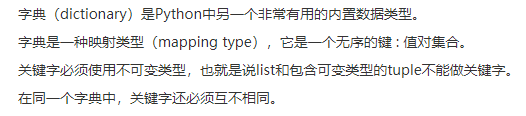 字典（dictionary）是Python中另一个非常有用的内置数据类型。
字典是一种映射类型（mapping type），它是一个无序的键 : 值对集合。
关键字必须使用不可变类型，也就是说list和包含可变类型的tuple不能做关键字。
在同一个字典中，关键字还必须互不相同。